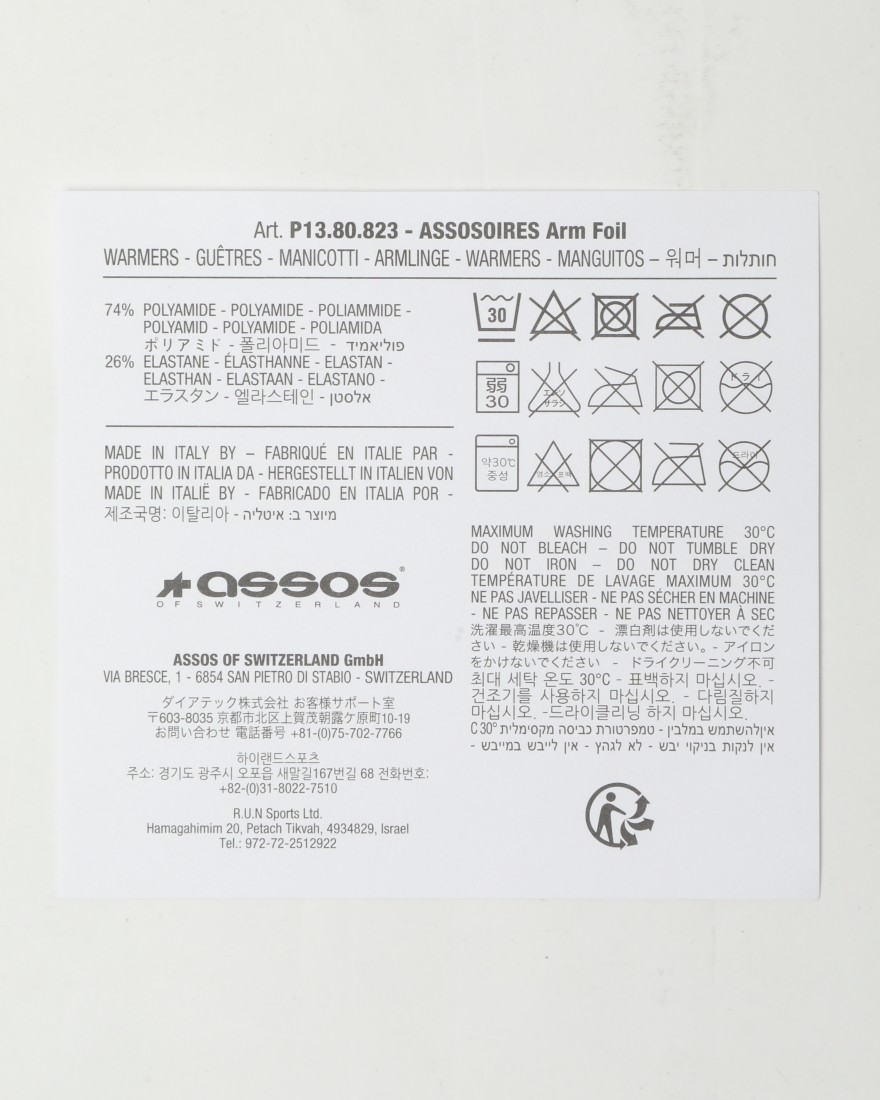 Art. P13.80.823 - ASSOSOIRES Arm Foil
WARMERS - GUÊTRES - MANICOTTI - ARMLINGE - WARMERS - MANGUITOS – 워머 – חותלות
74% POLYAMIDE - POLYAMIDE - POLIAMMIDE -
POLYAMID - POLYAMIDE - POLIAMIDA
ポリアミド - 폴리아미드 - פוליאמיד
26% ELASTANE - ÉLASTHANNE - ELASTAN -
ELASTHAN - ELASTAAN - ELASTANO -
エラスタン - 엘라스테인 - אלסטן
MADE IN ITALY BY – FABRIQUÉ EN ITALIE PAR -
PRODOTTO IN ITALIA DA - HERGESTELLT IN ITALIEN VON
MADE IN ITALIË BY - FABRICADO EN ITALIA POR -
제조국명: 이탈리아 - מיוצר ב: איטליה
assos®
OF SWITZERLAND
ASSOS OF SWITZERLAND GmbH
VIA BRESCE, 1 - 6854 SAN PIETRO DI STABIO - SWITZERLAND
ダイアテック株式会社 お客様サポート室
〒603-8035 京都市北区上賀茂朝露ケ原町10-19
お問い合わせ 電話番号 +81-(0)75-702-7766
하이랜드스포츠
주소: 경기도 광주시 오포읍 새말길167번길 68 전화번호:
+82-(0)31-8022-7510
R.U.N Sports Ltd.
Hamagahimim 20, Petach Tikvah, 4934829, Israel
Tel.: 972-72-2512922
30
弱
30
エンソ
サラシ
ドライ
약30℃
중성
염소표백
드라이
MAXIMUM WASHING TEMPERATURE 30°C
DO NOT BLEACH – DO NOT TUMBLE DRY
DO NOT IRON – DO NOT DRY CLEAN
TEMPÉRATURE DE LAVAGE MAXIMUM 30°C
NE PAS JAVELLISER - NE PAS SÉCHER EN MACHINE
- NE PAS REPASSER - NE PAS NETTOYER À SEC
洗濯最高温度30℃ - 漂白剤は使用しないでくだ
さい - 乾燥機は使用しないでください。- アイロン
をかけないでください - ドライクリーニング不可
최대 세탁 온도 30°C - 표백하지 마십시오. -
건조기를 사용하지 마십시오. - 다림질하지
마십시오. -드라이클리닝 하지 마십시오.
איןלהשתמש במלבין - טמפרטורת כביסה מקסימלית 30° C
אין לנקות בניקוי יבש - לא לגהץ - אין לייבש במייבש -